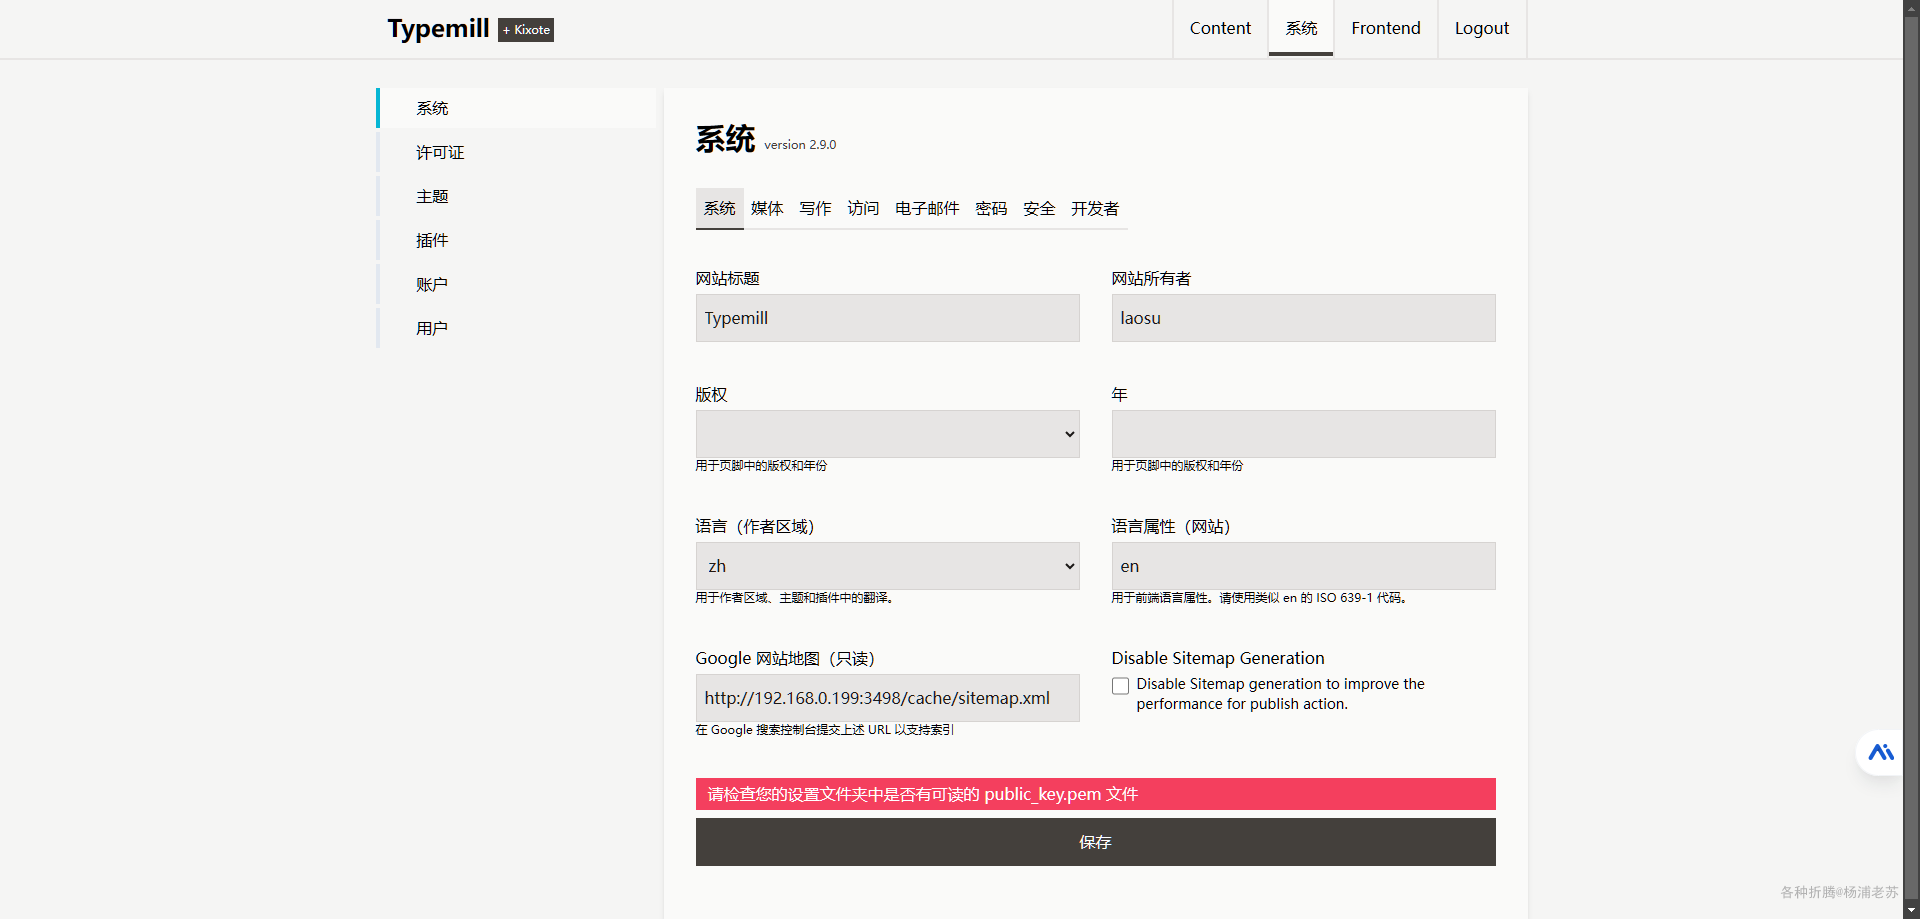 Typemill
+ Kixote
Content
系统
Frontend
Logout
系统
许可证
主题
插件
账户
用户
系统 version 2.9.0
系统 媒体 写作 访问 电子邮件 密码 安全 开发者
网站标题
Typemill
网站所有者
laosu
版权
用于页脚中的版权和年份
年
用于页脚中的版权和年份
语言（作者区域）
zh
用于作者区域、主题和插件中的翻译。
语言属性（网站）
en
用于前端语言属性。请使用类似 en 的 ISO 639-1 代码。
Google 网站地图（只读）
http://192.168.0.199:3498/cache/sitemap.xml
在 Google 搜索控制台提交上述 URL 以支持索引
Disable Sitemap Generation
Disable Sitemap generation to improve the
performance for publish action.
请检查您的设置文件夹中是否有可读的 public_key.pem 文件
保存
各种折腾@杨浦老苏